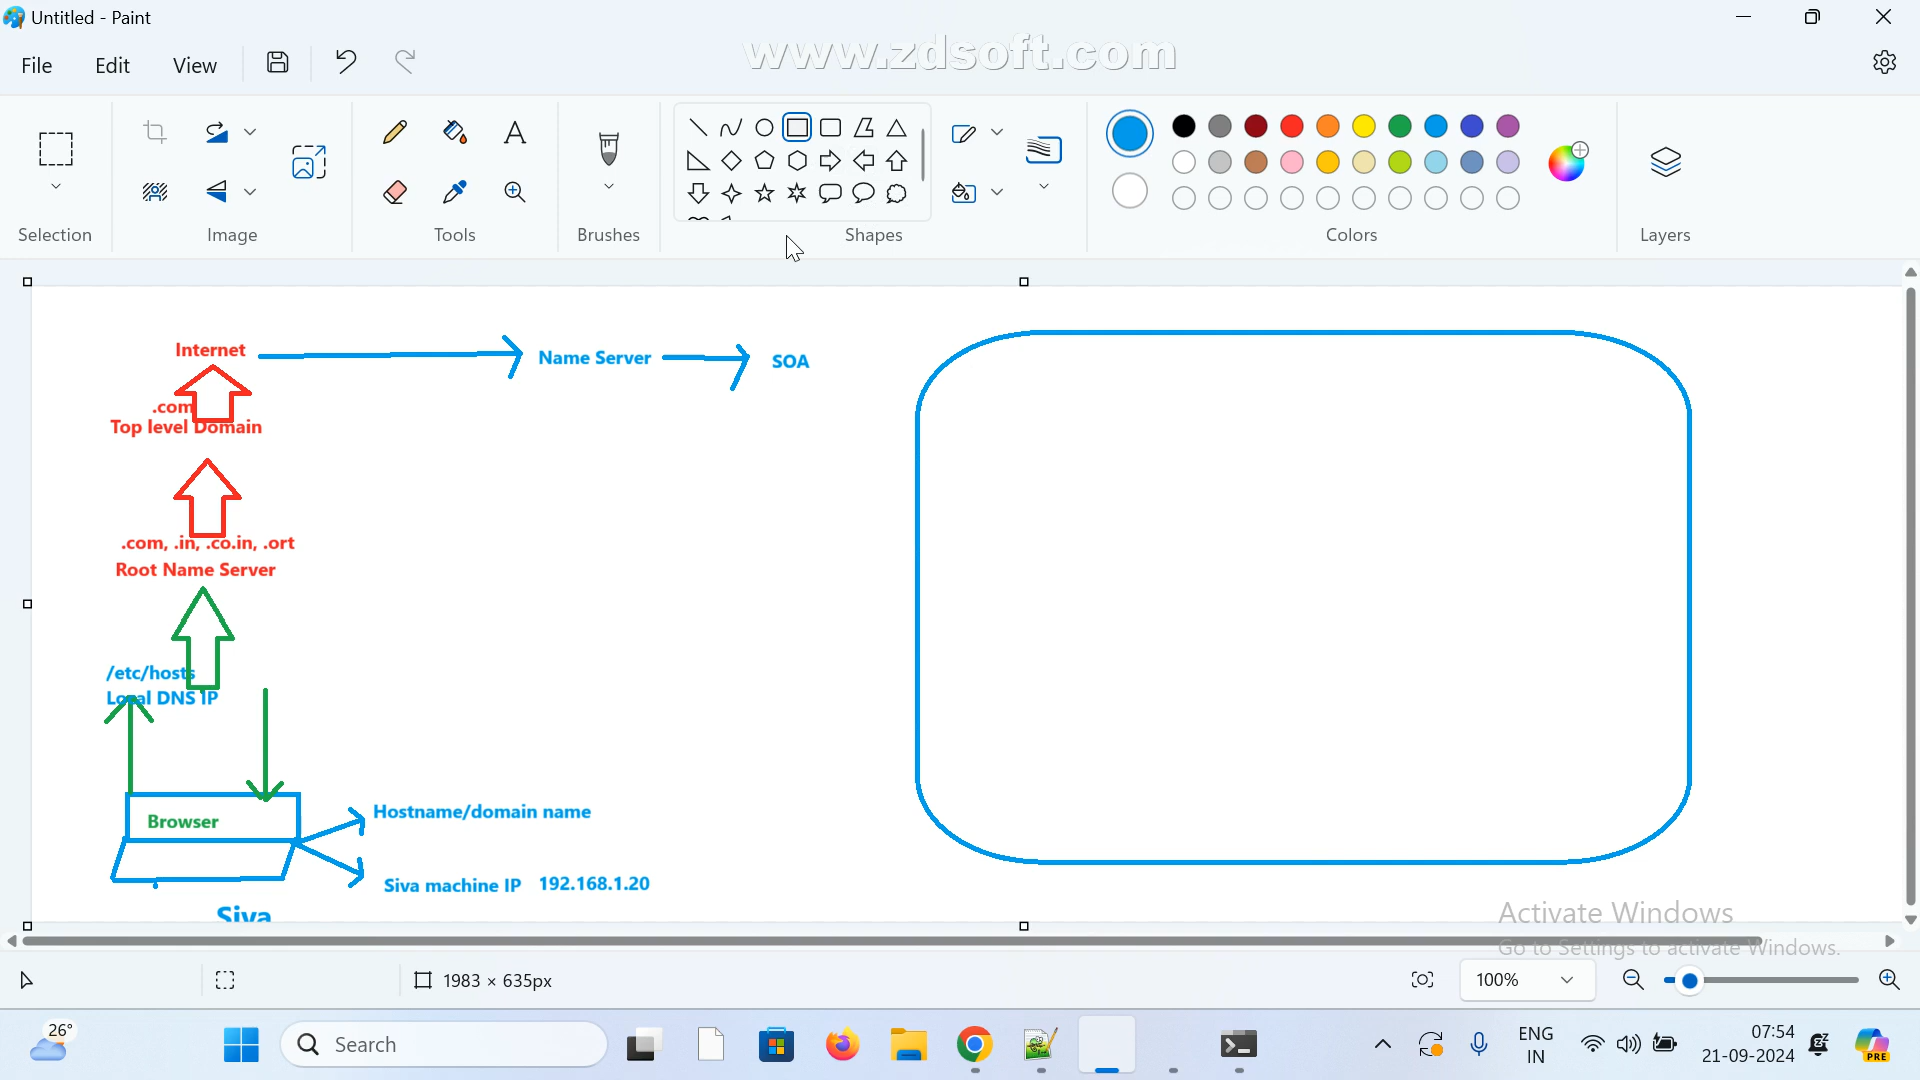 Untitled - Paint
www.zdsoft.com
File Edit View
Selection Image Tools Brushes Shapes Colors Layers
Internet Name Server SOA
.com
Top level Domain
.com, .in, .co.in, .ort
Root Name Server
/etc/hosts
Local DNS IP
Browser
Hostname/domain name
Siva machine IP 192.168.1.20
Siva
Activate Windows
Go to Settings to activate Windows.
1983 × 635px
100%
26°
Search
ENG
IN
07:54
21-09-2024
PRE